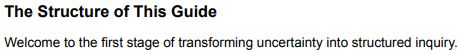 The Structure of This Guide
Welcome to the first stage of transforming uncertainty into structured inquiry.